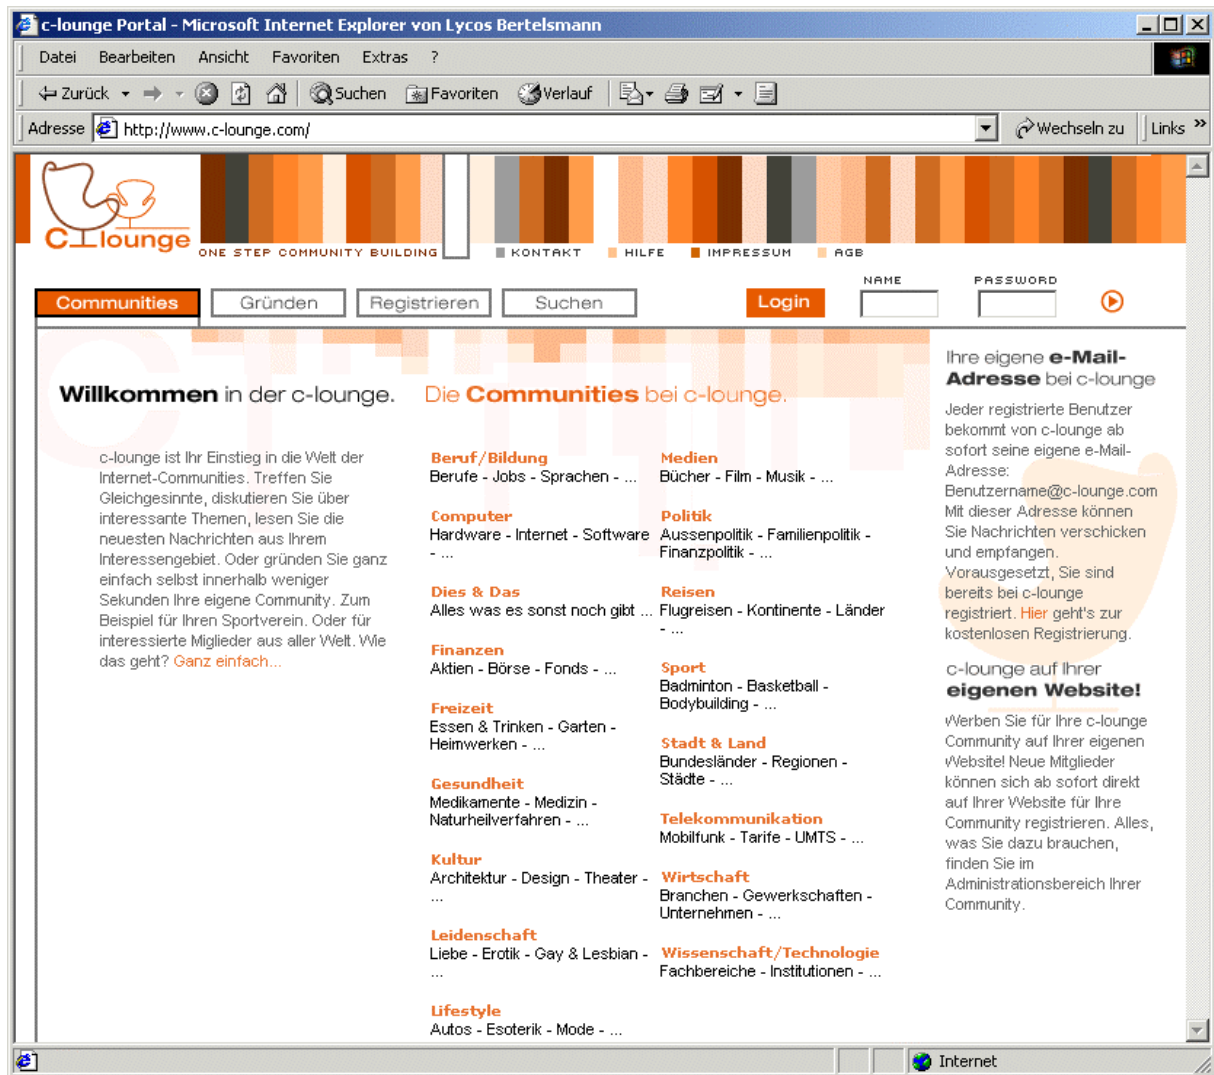 c-lounge Portal - Microsoft Internet Explorer von Lycos Bertelsmann
Datei Bearbeiten Ansicht Favoriten Extras ?
Zurück Suchen Favoriten Verlauf
Adresse http://www.c-lounge.com/ Wechseln zu Links »
C lounge
ONE STEP COMMUNITY BUILDING KONTAKT HILFE IMPRESSUM AGB
NAME PASSWORD
Communities Gründen Registrieren Suchen Login
Willkommen in der c-lounge.
c-lounge ist Ihr Einstieg in die Welt der
Internet-Communities. Treffen Sie
Gleichgesinnte, diskutieren Sie über
interessante Themen, lesen Sie die
neuesten Nachrichten aus Ihrem
Interessengebiet. Oder gründen Sie ganz
einfach selbst innerhalb weniger
Sekunden Ihre eigene Community. Zum
Beispiel für Ihren Sportverein. Oder für
interessierte Miglieder aus aller Welt. Wie
das geht? Ganz einfach...
Die Communities bei c-lounge.
Beruf/Bildung
Berufe - Jobs - Sprachen - ...
Computer
Hardware - Internet - Software
- ...
Dies & Das
Alles was es sonst noch gibt ...
Finanzen
Aktien - Börse - Fonds - ...
Freizeit
Essen & Trinken - Garten -
Heimwerken - ...
Gesundheit
Medikamente - Medizin -
Naturheilverfahren - ...
Kultur
Architektur - Design - Theater -
...
Leidenschaft
Liebe - Erotik - Gay & Lesbian -
...
Lifestyle
Autos - Esoterik - Mode - ...
Medien
Bücher - Film - Musik - ...
Politik
Aussenpolitik - Familienpolitik -
Finanzpolitik - ...
Reisen
Flugreisen - Kontinente - Länder
- ...
Sport
Badminton - Basketball -
Bodybuilding - ...
Stadt & Land
Bundesländer - Regionen -
Städte - ...
Telekommunikation
Mobilfunk - Tarife - UMTS - ...
Wirtschaft
Branchen - Gewerkschaften -
Unternehmen - ...
Wissenschaft/Technologie
Fachbereiche - Institutionen - ...
Ihre eigene e-Mail-
Adresse bei c-lounge
Jeder registrierte Benutzer
bekommt von c-lounge ab
sofort seine eigene e-Mail-
Adresse:
Benutzername@c-lounge.com
Mit dieser Adresse können
Sie Nachrichten verschicken
und empfangen.
Vorausgesetzt, Sie sind
bereits bei c-lounge
registriert. Hier geht's zur
kostenlosen Registrierung.
c-lounge auf Ihrer
eigenen Website!
Werben Sie für Ihre c-lounge
Community auf Ihrer eigenen
Website! Neue Mitglieder
können sich ab sofort direkt
auf Ihrer Website für Ihre
Community registrieren. Alles,
was Sie dazu brauchen,
finden Sie im
Administrationsbereich Ihrer
Community.
Internet